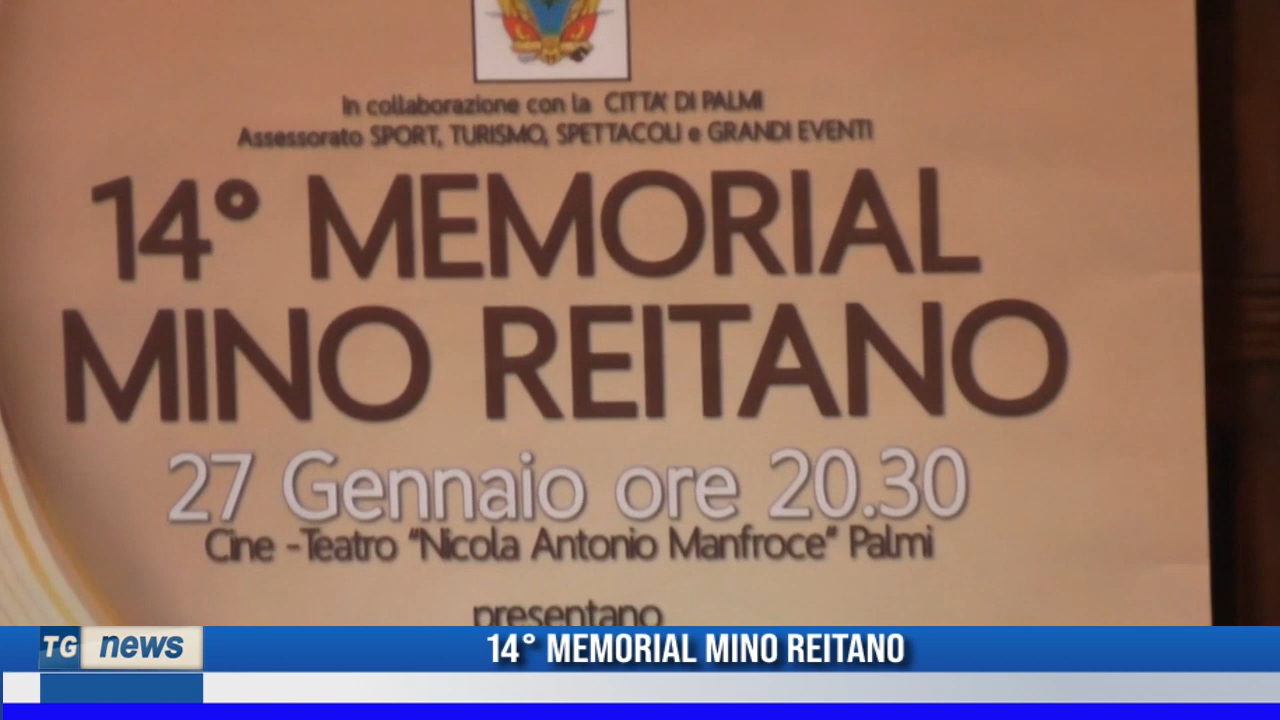 In collaborazione con la CITTA' DI PALMI
Assessorato SPORT, TURISMO, SPETTACOLI e GRANDI EVENTI
14° MEMORIAL
MINO REITANO
27 Gennaio ore 20.30
Cine -Teatro "Nicola Antonio Manfroce" Palmi
presentano
TG news
14° MEMORIAL MINO REITANO